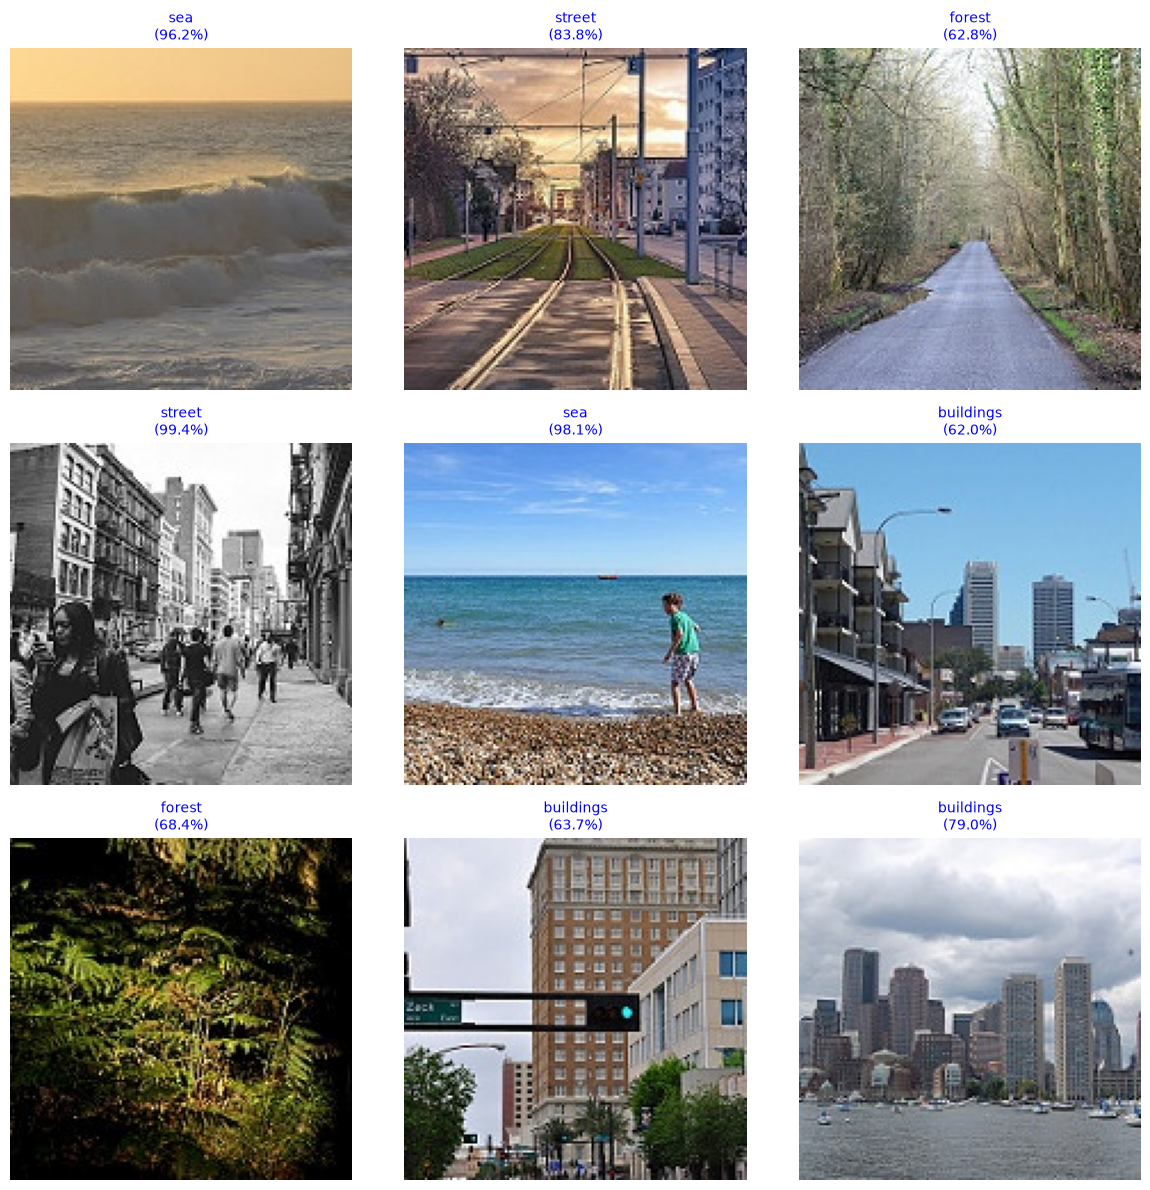 sea
(96.2%)
street
(83.8%)
forest
(62.8%)
street
(99.4%)
sea
(98.1%)
buildings
(62.0%)
forest
(68.4%)
buildings
(63.7%)
buildings
(79.0%)
Zack